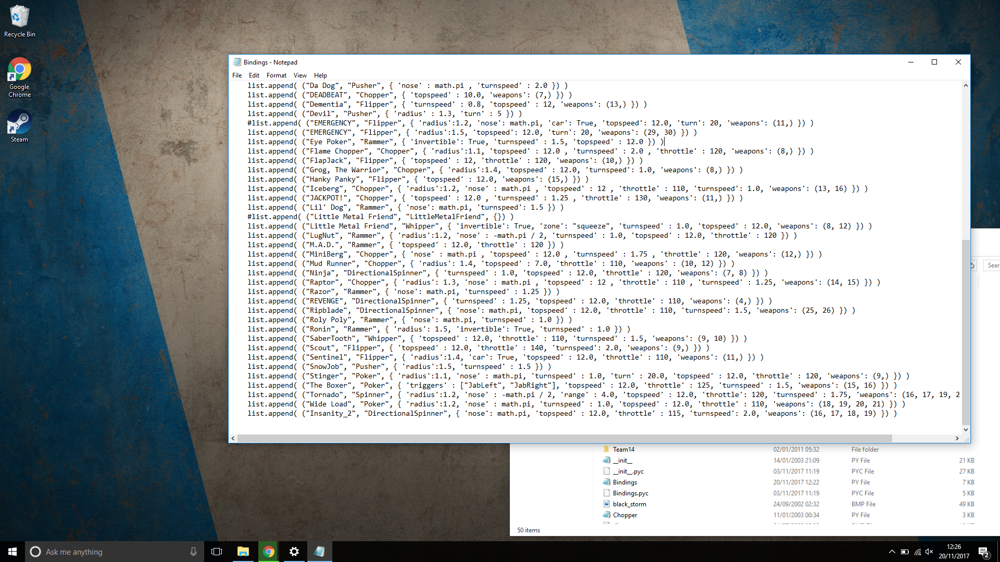 Recycle Bin
Google
Chrome
Steam
Bindings - Notepad
File Edit Format View Help
list.append( ("Da Dog", "Pusher", { 'nose' : math.pi , 'turnspeed' : 2.0 }) )
list.append( ("DEADBEAT", "Chopper", { 'topspeed' : 10.0, 'weapons': (7,) }) )
list.append( ("Dementia", "Flipper", { 'turnspeed' : 0.8, 'topspeed' : 12, 'weapons': (13,) }) )
list.append( ("Devil", "Pusher", { 'radius' : 1.3, 'turn' : 5 }) )
#list.append( ("EMERGENCY", "Flipper", { 'radius':1.2, 'nose': math.pi, 'car': True, 'topspeed': 12.0, 'turn': 20, 'weapons': (11,) }) )
list.append( ("EMERGENCY", "Flipper", { 'radius':1.5, 'topspeed': 12.0, 'turn': 20, 'weapons': (29, 30) }) )
list.append( ("Eye Poker", "Rammer", { 'invertible': True, 'turnspeed' : 1.5, 'topspeed' : 12.0 }) )
list.append( ("Flame Chopper", "Chopper", { 'radius':1.1, 'topspeed' : 12.0 , 'turnspeed' : 2.0 , 'throttle' : 120, 'weapons': (8,) }) )
list.append( ("FlapJack", "Flipper", { 'topspeed' : 12, 'throttle' : 120, 'weapons': (10,) }) )
list.append( ("Grog, The Warrior", "Chopper", { 'radius':1.4, 'topspeed' : 12.0, 'turnspeed': 1.0, 'weapons': (8,) }) )
list.append( ("Hanky Panky", "Flipper", { 'topspeed' : 12.0, 'weapons': (15,) }) )
list.append( ("Iceberg", "Chopper", { 'radius':1.2, 'nose' : math.pi , 'topspeed' : 12 , 'throttle' : 110, 'turnspeed': 1.0, 'weapons': (13, 16) }) )
list.append( ("JACKPOT!", "Chopper", { 'topspeed' : 12.0 , 'turnspeed' : 1.25 , 'throttle' : 130, 'weapons': (11,) }) )
list.append( ("Lil' Dog", "Rammer", { 'nose': math.pi, 'turnspeed': 1.5 }) )
#list.append( ("Little Metal Friend", "LittleMetalFriend", {}) )
list.append( ("Little Metal Friend", "Whipper", { 'invertible': True, 'zone': "squeeze", 'turnspeed' : 1.0, 'topspeed' : 12.0, 'weapons': (8, 12) }) )
list.append( ("LugNut", "Rammer", { 'radius':1.2, 'nose' : -math.pi / 2, 'turnspeed' : 1.0, 'topspeed' : 12.0, 'throttle' : 120 }) )
list.append( ("M.A.D.", "Rammer", { 'topspeed' : 12.0, 'throttle' : 120 }) )
list.append( ("MiniBerg", "Chopper", { 'nose' : math.pi , 'topspeed' : 12.0 , 'turnspeed' : 1.75 , 'throttle' : 120, 'weapons': (12,) }) )
list.append( ("Mud Runner", "Chopper", { 'radius': 1.4, 'topspeed' : 7.0, 'throttle' : 110, 'weapons' : (10, 12) }) )
list.append( ("Ninja", "DirectionalSpinner", { 'turnspeed' : 1.0, 'topspeed' : 12.0, 'throttle' : 120, 'weapons': (7, 8) }) )
list.append( ("Raptor", "Chopper", { 'radius': 1.3, 'nose' : math.pi , 'topspeed' : 12 , 'throttle' : 110 , 'turnspeed' : 1.25, 'weapons': (14, 15) }) )
list.append( ("Razor", "Rammer", { 'nose': math.pi, 'turnspeed' : 1.25 }) )
list.append( ("REVENGE", "DirectionalSpinner", { 'turnspeed' : 1.25, 'topspeed' : 12.0, 'throttle' : 110, 'weapons': (4,) }) )
list.append( ("Ripblade", "DirectionalSpinner", { 'nose': math.pi, 'topspeed' : 12.0, 'throttle' : 110, 'turnspeed': 1.5, 'weapons': (25, 26) }) )
list.append( ("Roly Poly", "Rammer", { 'nose': math.pi, 'turnspeed' : 1.0 }) )
list.append( ("Ronin", "Rammer", { 'radius': 1.5, 'invertible': True, 'turnspeed' : 1.0 }) )
list.append( ("SaberTooth", "Whipper", { 'topspeed' : 12.0, 'throttle' : 110, 'turnspeed' : 1.5, 'weapons': (9, 10) }) )
list.append( ("Scout", "Flipper", { 'topspeed' : 12.0, 'throttle' : 140, 'turnspeed': 2.0, 'weapons': (9,) }) )
list.append( ("Sentinel", "Flipper", { 'radius':1.4, 'car': True, 'topspeed' : 12.0, 'throttle' : 110, 'weapons': (11,) }) )
list.append( ("SnowJob", "Pusher", { 'radius':1.5, 'turnspeed' : 1.5 }) )
list.append( ("Stinger", "Poker", { 'radius':1.1, 'nose' : math.pi, 'turnspeed' : 1.0, 'turn' : 20.0, 'topspeed' : 12.0, 'throttle' : 120, 'weapons': (9,) }) )
list.append( ("The Boxer", "Poker", { 'triggers' : ["JabLeft", "JabRight"], 'topspeed' : 12.0, 'throttle' : 125, 'turnspeed' : 1.5, 'weapons': (15, 16) }) )
list.append( ("Tornado", "Spinner", { 'radius':1.2, 'nose' : -math.pi / 2, 'range' : 4.0, 'topspeed' : 12.0, 'throttle': 120, 'turnspeed' : 1.75, 'weapons': (16, 17, 19, 2
list.append( ("Wide Load", "Poker", { 'radius':1.2, 'nose' : math.pi, 'turnspeed' : 1.0, 'topspeed' : 12.0, 'throttle' : 110, 'weapons': (18, 19, 20, 21) }) )
list.append( ("Insanity_2", "DirectionalSpinner", { 'nose': math.pi, 'topspeed' : 12.0, 'throttle' : 115, 'turnspeed': 2.0, 'weapons': (16, 17, 18, 19) }) )
Sear
Team14 02/01/2011 05:32 File folder
__init__ 14/01/2003 21:09 PY File 21 KB
__init__.pyc 03/11/2017 11:19 PYC File 27 KB
Bindings 20/11/2017 12:22 PY File 7 KB
Bindings.pyc 03/11/2017 11:19 PYC File 5 KB
black_storm 24/09/2002 02:32 BMP File 49 KB
Chopper 11/01/2003 00:34 PY File 3 KB
50 items
Ask me anything
12:26
20/11/2017
2